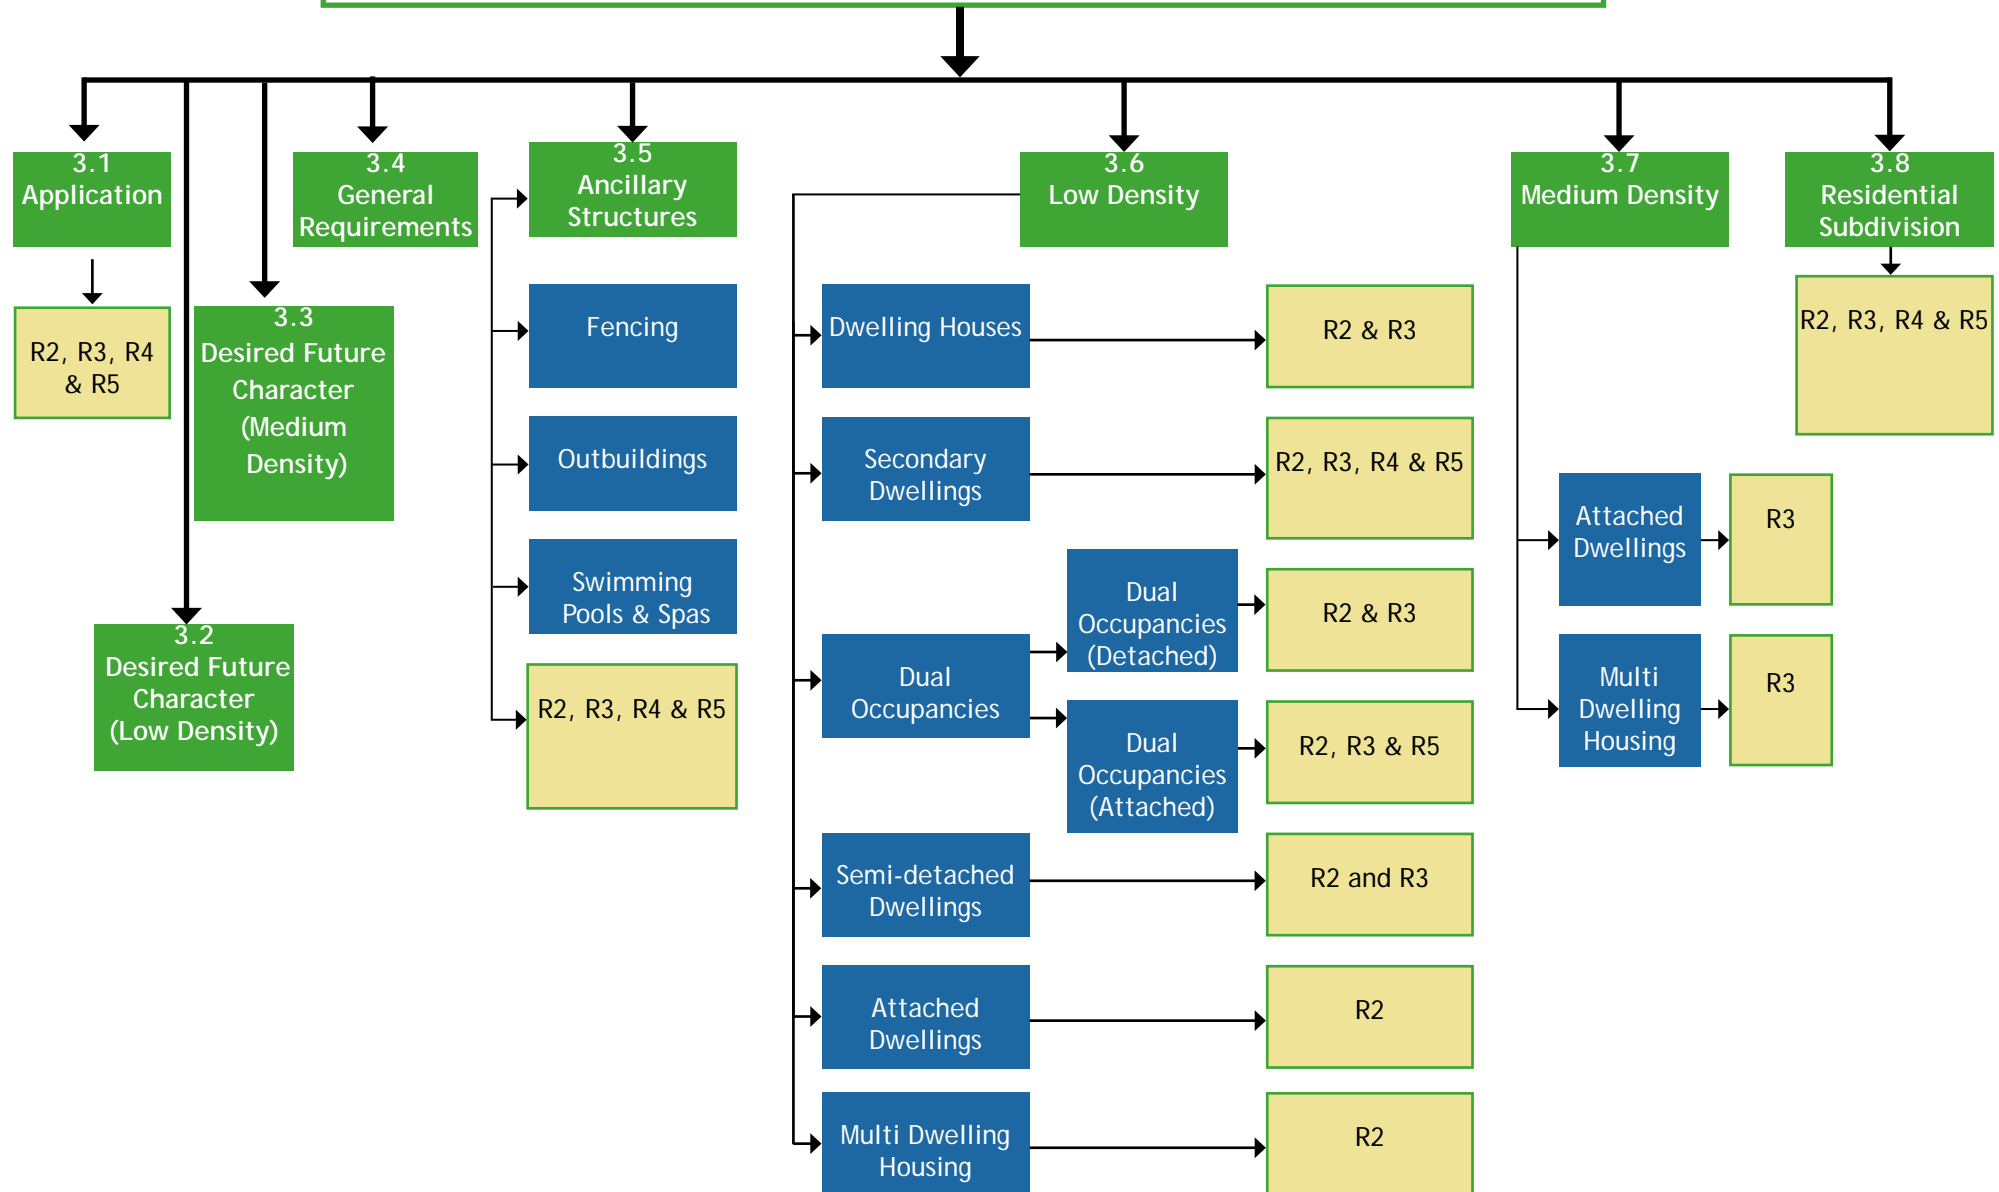 3.1
Application
R2, R3, R4
& R5
3.2
Desired Future
Character
(Low Density)
3.3
Desired Future
Character
(Medium
Density)
3.4
General
Requirements
3.5
Ancillary
Structures
Fencing
Outbuildings
Swimming
Pools & Spas
R2, R3, R4 & R5
3.6
Low Density
Dwelling Houses
R2 & R3
Secondary
Dwellings
R2, R3, R4 & R5
Dual
Occupancies
Dual
Occupancies
(Detached)
R2 & R3
Dual
Occupancies
(Attached)
R2, R3 & R5
Semi-detached
Dwellings
R2 and R3
Attached
Dwellings
R2
Multi Dwelling
Housing
R2
3.7
Medium Density
Attached
Dwellings
R3
Multi
Dwelling
Housing
R3
3.8
Residential
Subdivision
R2, R3, R4 & R5